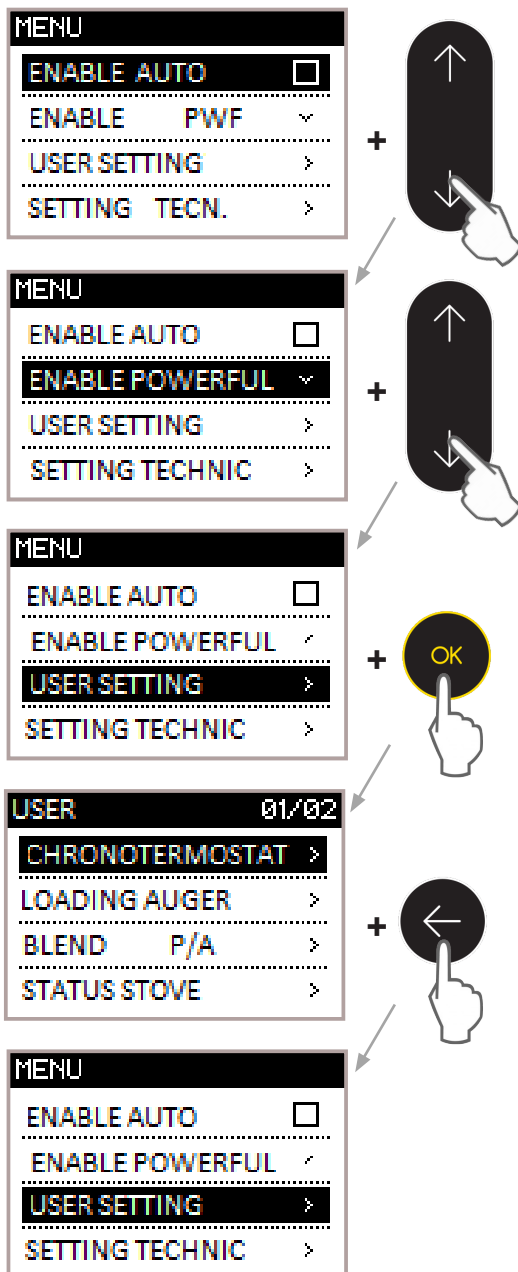 MENU
ENABLE AUTO
ENABLE PWF
USER SETTING
SETTING TECN.
+
MENU
ENABLE AUTO
ENABLE POWERFUL
USER SETTING
SETTING TECHNIC
+
MENU
ENABLE AUTO
ENABLE POWERFUL
USER SETTING
SETTING TECHNIC
+
OK
USER 01/02
CHRONOTERMOSTAT
LOADING AUGER
BLEND P/A
STATUS STOVE
+
MENU
ENABLE AUTO
ENABLE POWERFUL
USER SETTING
SETTING TECHNIC